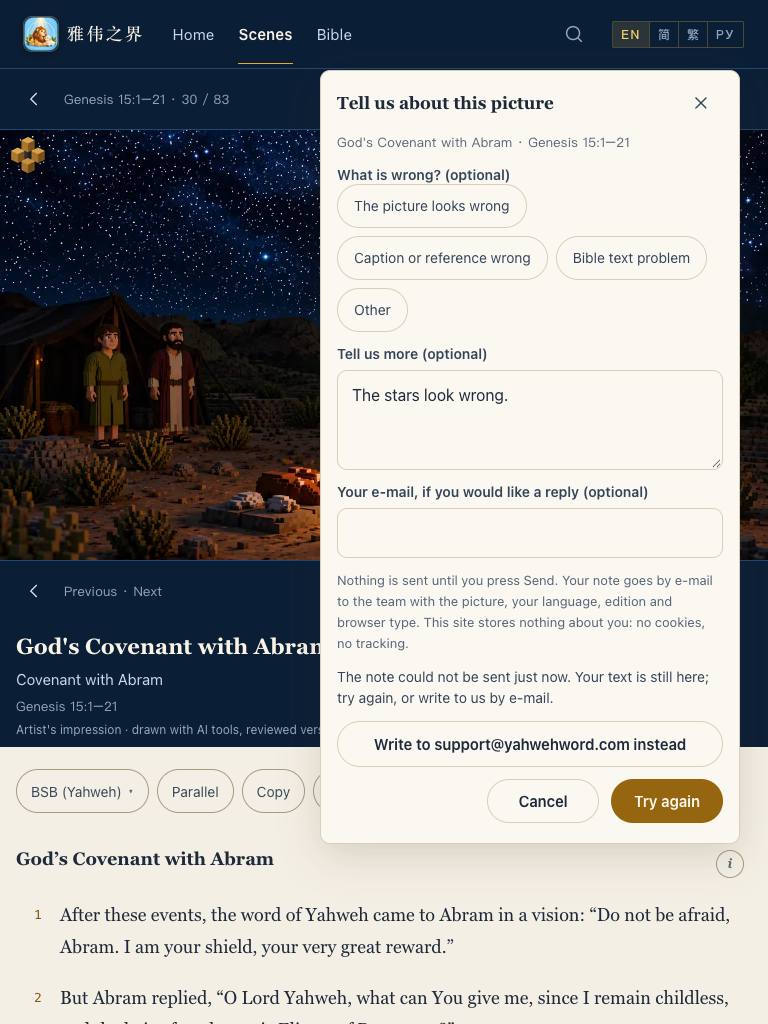 雅伟之界 Home Scenes Bible EN 简 繁 РУ
Genesis 15:1–21 · 30 / 83
Tell us about this picture
God's Covenant with Abram · Genesis 15:1–21
What is wrong? (optional)
The picture looks wrong
Caption or reference wrong Bible text problem
Other
Tell us more (optional)
The stars look wrong.
Your e-mail, if you would like a reply (optional)
Nothing is sent until you press Send. Your note goes by e-mail
to the team with the picture, your language, edition and
browser type. This site stores nothing about you: no cookies,
no tracking.
The note could not be sent just now. Your text is still here;
try again, or write to us by e-mail.
Write to support@yahwehword.com instead
Cancel Try again
Previous · Next
God's Covenant with Abram
Covenant with Abram
Genesis 15:1–21
Artist's impression · drawn with AI tools, reviewed
BSB (Yahweh) Parallel Copy
God’s Covenant with Abram i
1 After these events, the word of Yahweh came to Abram in a vision: “Do not be afraid,
Abram. I am your shield, your very great reward.”
2 But Abram replied, “O Lord Yahweh, what can You give me, since I remain childless,